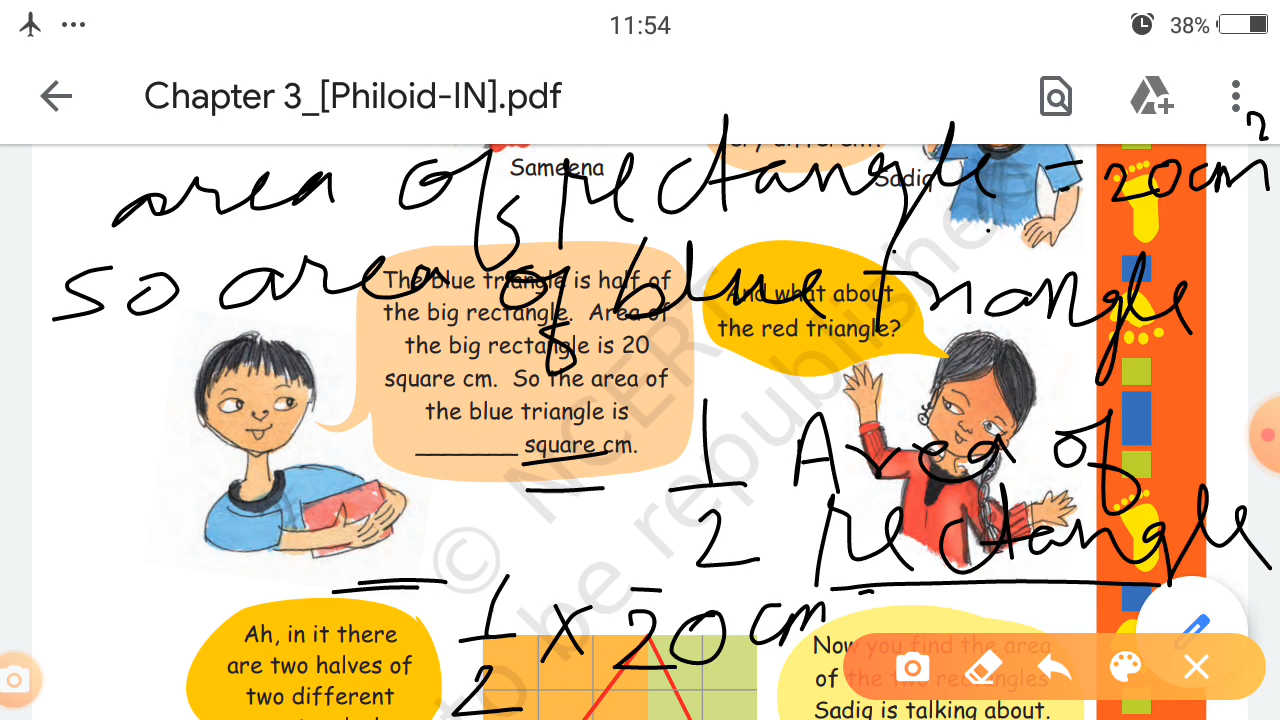 11:54
38%
Chapter 3_[Philoid-IN].pdf
Sameena
Sadiq
area of rectangle = 20cm²
so area of blue triangle
The blue triangle is half of
the big rectangle. Area of
the big rectangle is 20
square cm. So the area of
the blue triangle is
________ square cm.
And what about
the red triangle?
= 1/2 Area of
rectangle
= 1/2 × 20cm
Ah, in it there
are two halves of
two different
Now you find the area
of the two rectangles
Sadiq is talking about.
© NCERT
to be republished